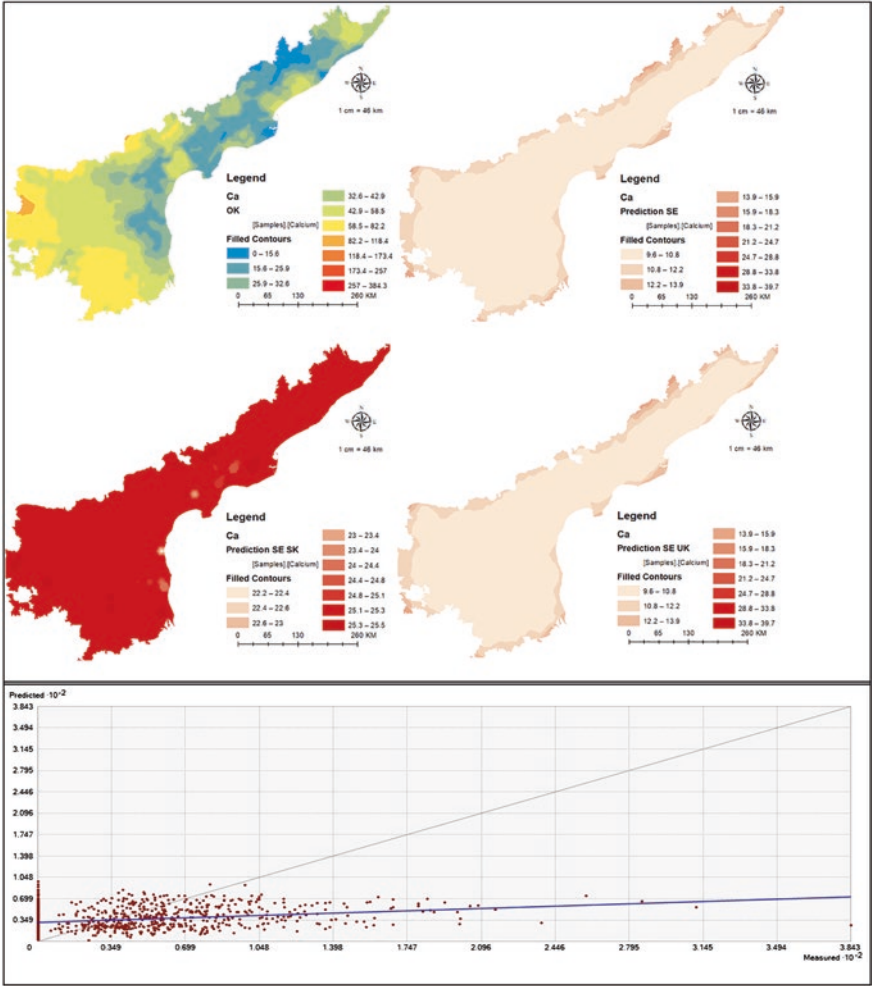 N
W E
S
1 cm = 46 km
Legend
Ca
OK
[Samples].[Calcium]
Filled Contours
0 – 15.6
15.6 – 25.9
25.9 – 32.6
32.6 – 42.9
42.9 – 58.5
58.5 – 82.2
82.2 – 118.4
118.4 – 173.4
173.4 – 257
257 – 384.3
0 65 130 260 KM
N
W E
S
1 cm = 46 km
Legend
Ca
Prediction SE
[Samples].[Calcium]
Filled Contours
9.6 – 10.8
10.8 – 12.2
12.2 – 13.9
13.9 – 15.9
15.9 – 18.3
18.3 – 21.2
21.2 – 24.7
24.7 – 28.8
28.8 – 33.8
33.8 – 39.7
0 65 130 260 KM
N
W E
S
1 cm = 46 km
Legend
Ca
Prediction SE SK
[Samples].[Calcium]
Filled Contours
22.2 – 22.4
22.4 – 22.6
22.6 – 23
23 – 23.4
23.4 – 24
24 – 24.4
24.4 – 24.8
24.8 – 25.1
25.1 – 25.3
25.3 – 25.5
0 65 130 260 KM
N
W E
S
1 cm = 46 km
Legend
Ca
Prediction SE UK
[Samples].[Calcium]
Filled Contours
9.6 – 10.8
10.8 – 12.2
12.2 – 13.9
13.9 – 15.9
15.9 – 18.3
18.3 – 21.2
21.2 – 24.7
24.7 – 28.8
28.8 – 33.8
33.8 – 39.7
0 65 130 260 KM
Predicted ·10⁻²
3.843
3.494
3.145
2.795
2.446
2.096
1.747
1.398
1.048
0.699
0.349
0 0.349 0.699 1.048 1.398 1.747 2.096 2.446 2.795 3.145 3.494 3.843
Measured ·10⁻²